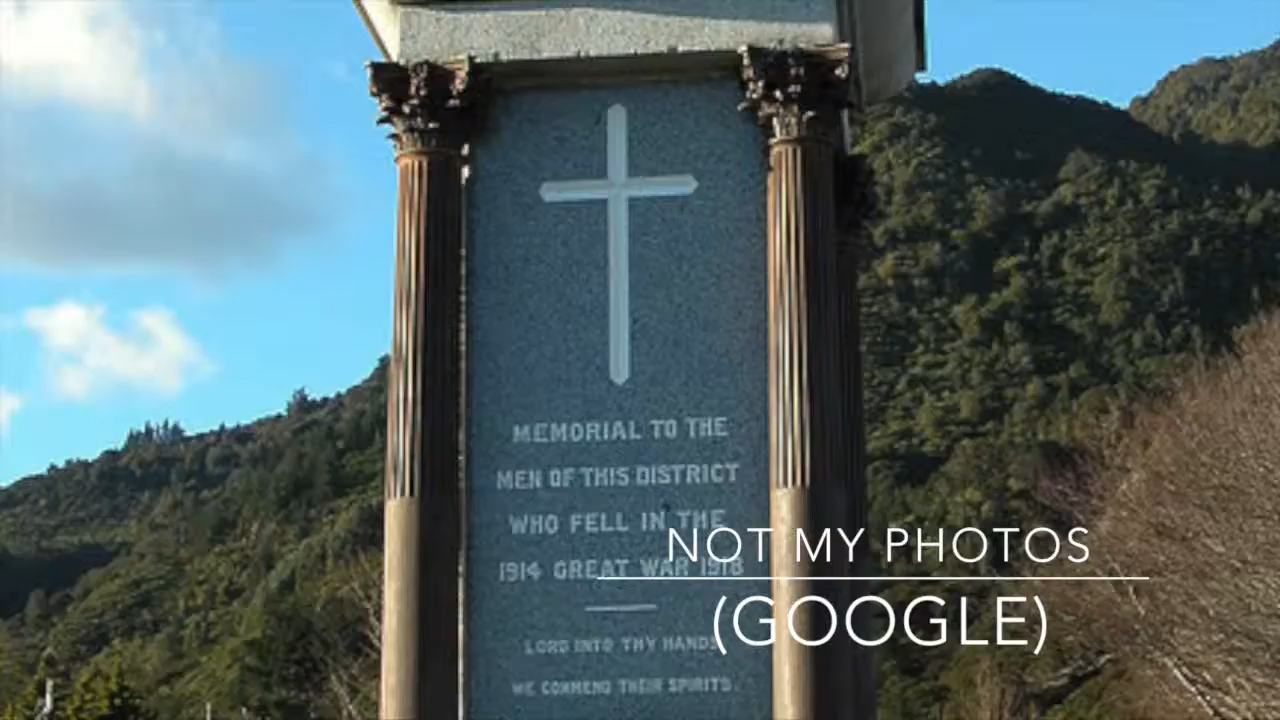 MEMORIAL TO THE
MEN OF THIS DISTRICT
WHO FELL IN THE
1914 GREAT WAR 1918
LORD INTO THY HANDS
WE COMMEND THEIR SPIRITS.
NOT MY PHOTOS
(GOOGLE)